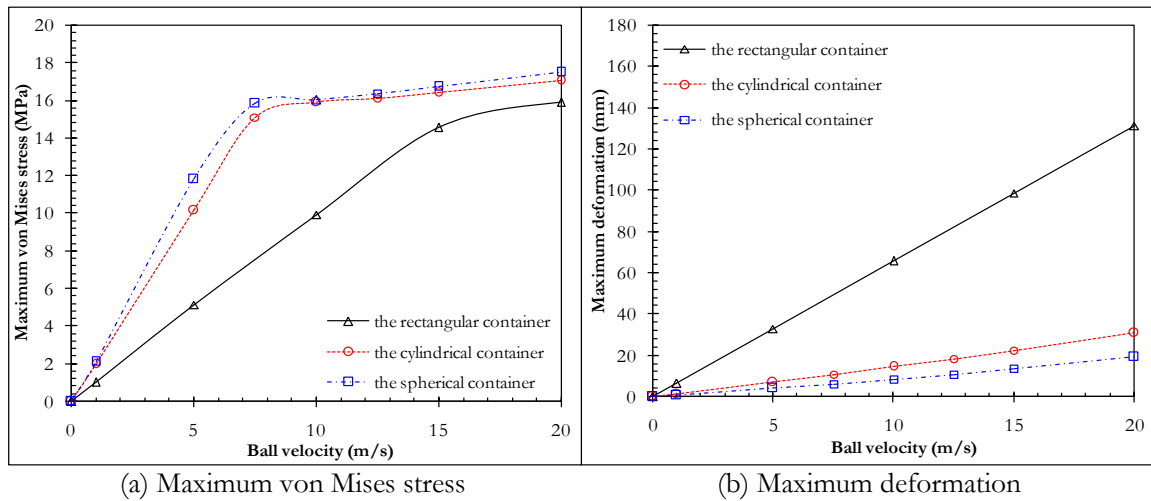 20
18
16
14
12
10
8
6
4
2
0
Maximum von Mises stress (MPa)
the rectangular container
the cylindrical container
the spherical container
0 5 10 15 20
Ball velocity (m/s)
(a) Maximum von Mises stress
180
160
140
120
100
80
60
40
20
0
Maximum deformation (mm)
the rectangular container
the cylindrical container
the spherical container
0 5 10 15 20
Ball velocity (m/s)
(b) Maximum deformation